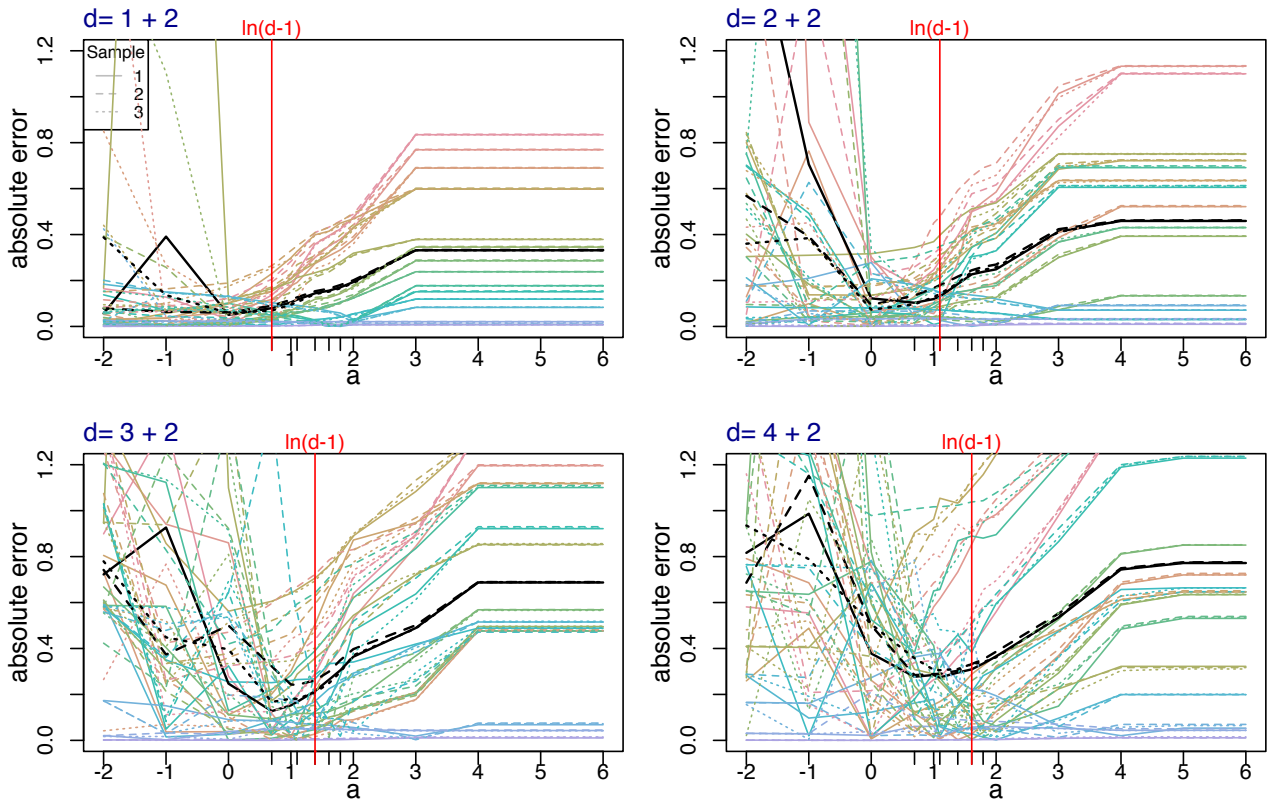 d= 1 + 2
ln(d-1)
Sample
1
2
3
absolute error
0.0 0.4 0.8 1.2
-2 -1 0 1 2 3 4 5 6
a
d= 2 + 2
ln(d-1)
absolute error
0.0 0.4 0.8 1.2
-2 -1 0 1 2 3 4 5 6
a
d= 3 + 2
ln(d-1)
absolute error
0.0 0.4 0.8 1.2
-2 -1 0 1 2 3 4 5 6
a
d= 4 + 2
ln(d-1)
absolute error
0.0 0.4 0.8 1.2
-2 -1 0 1 2 3 4 5 6
a